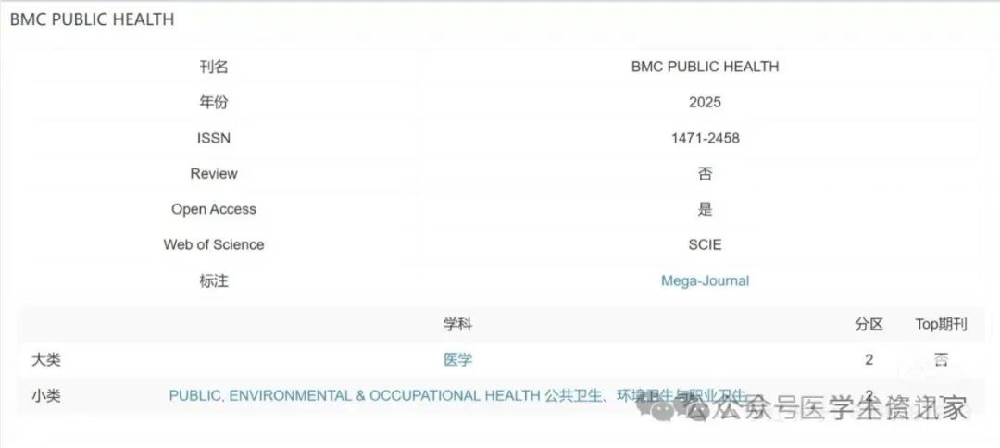 BMC PUBLIC HEALTH
刊名 BMC PUBLIC HEALTH
年份 2025
ISSN 1471-2458
Review 否
Open Access 是
Web of Science SCIE
标注 Mega-Journal
学科 分区 Top期刊
大类 医学 2 否
小类 PUBLIC, ENVIRONMENTAL & OCCUPATIONAL HEALTH 公共卫生、环境卫生与职业卫生 2 -
公众号医学生资讯家